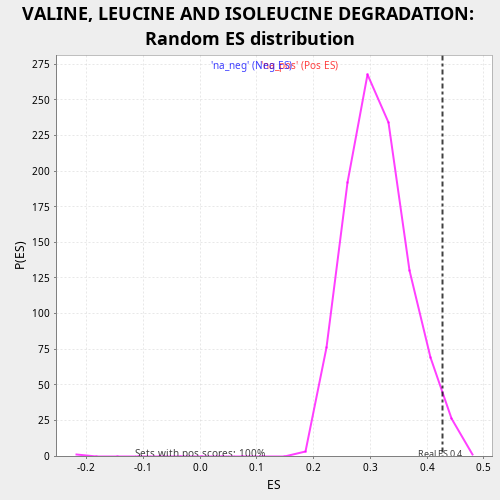 VALINE, LEUCINE AND ISOLEUCINE DEGRADATION:
Random ES distribution
'na_neg' (Neg ES) 'na_pos' (Pos ES)
275
250
225
200
175
150
125
100
75
50
25
0
P(ES)
Sets with pos scores: 100%
Real ES 0.4
-0.2 -0.1 0.0 0.1 0.2 0.3 0.4 0.5
ES